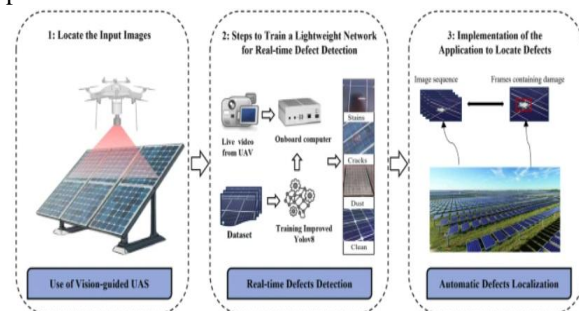 1: Locate the Input Images
Use of Vision-guided UAS
2: Steps to Train a Lightweight Network
for Real-time Defect Detection
Live video
from UAV
Onboard computer
Dataset
Training Improved
Yolov8
Stains
Cracks
Dust
Clean
Real-time Defects Detection
3: Implementation of the
Application to Locate Defects
Image sequence
Frames containing damage
Automatic Defects Localization